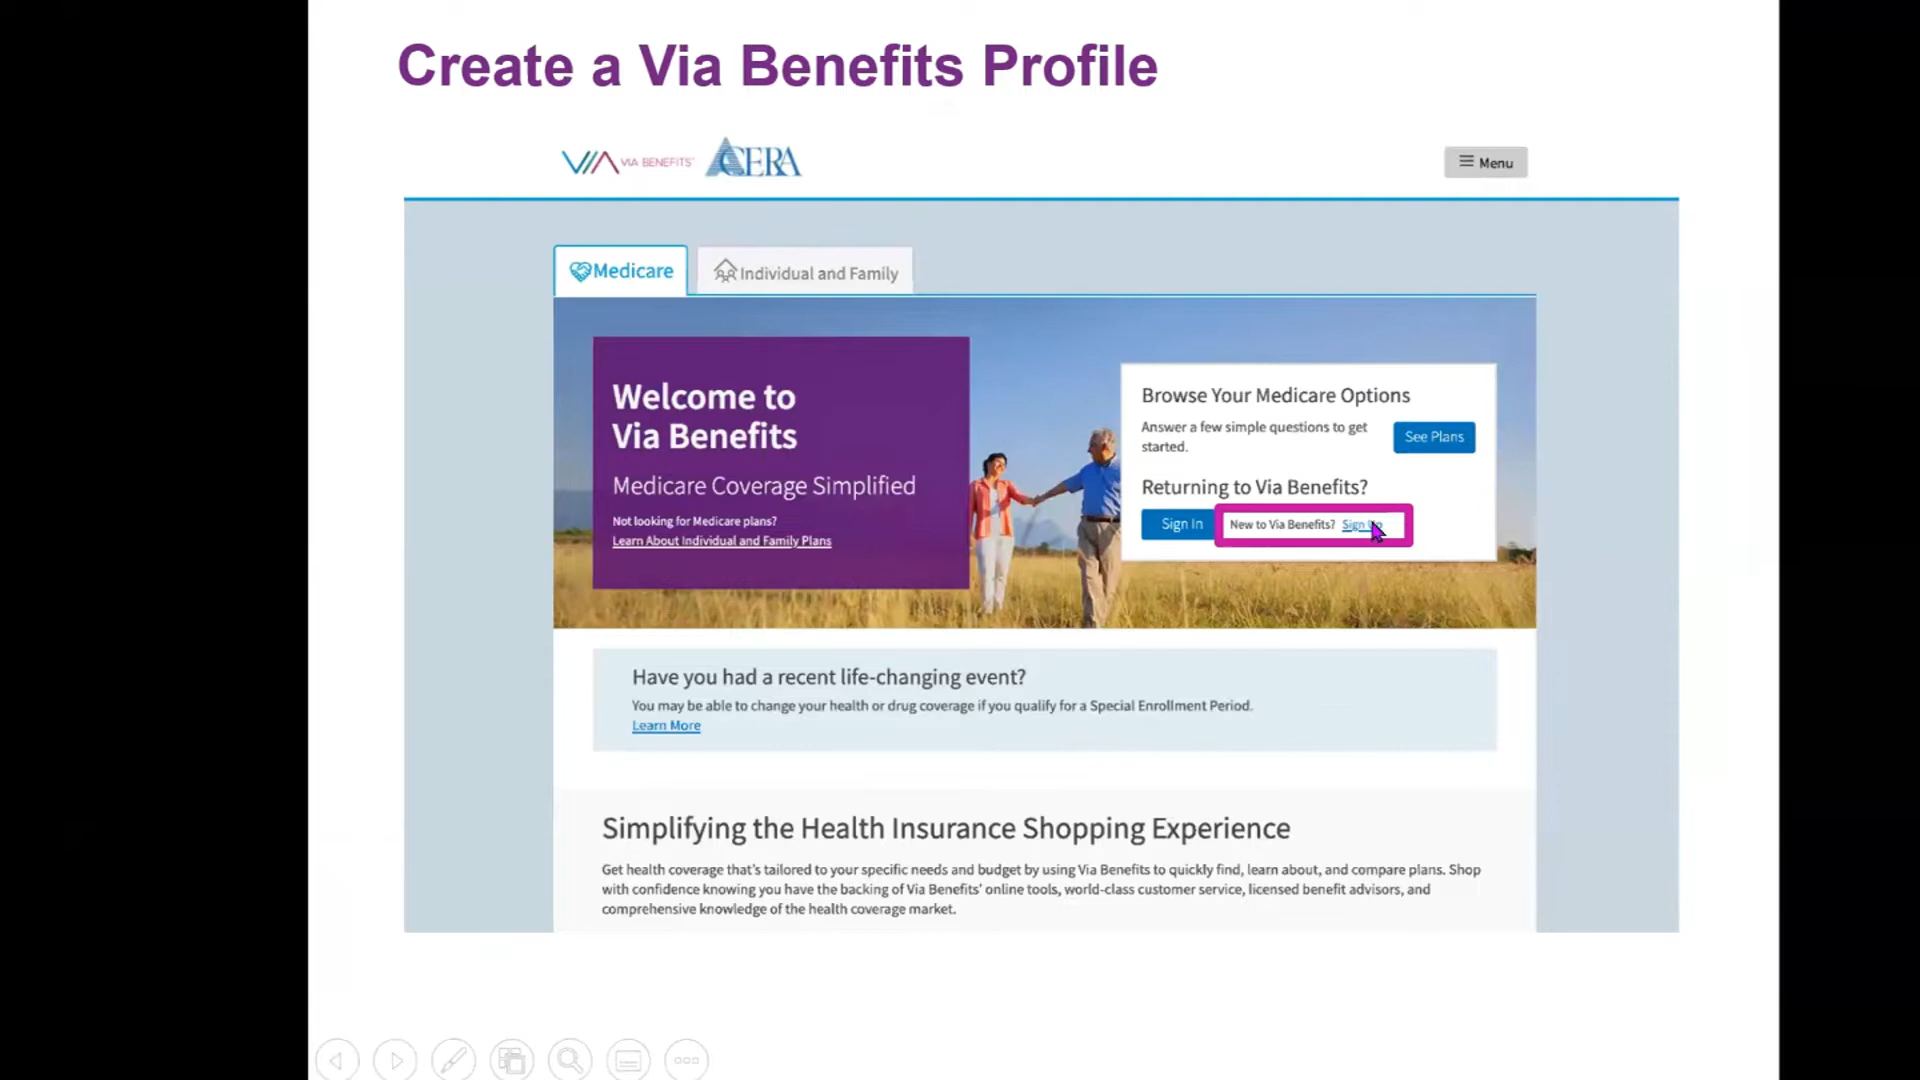 Create a Via Benefits Profile
VIA BENEFITS
ACERA
Menu
Medicare
Individual and Family
Welcome to
Via Benefits
Medicare Coverage Simplified
Not looking for Medicare plans?
Learn About Individual and Family Plans
Browse Your Medicare Options
Answer a few simple questions to get
started.
See Plans
Returning to Via Benefits?
Sign In
New to Via Benefits? Sign
Have you had a recent life-changing event?
You may be able to change your health or drug coverage if you qualify for a Special Enrollment Period.
Learn More
Simplifying the Health Insurance Shopping Experience
Get health coverage that's tailored to your specific needs and budget by using Via Benefits to quickly find, learn about, and compare plans. Shop
with confidence knowing you have the backing of Via Benefits' online tools, world-class customer service, licensed benefit advisors, and
comprehensive knowledge of the health coverage market.